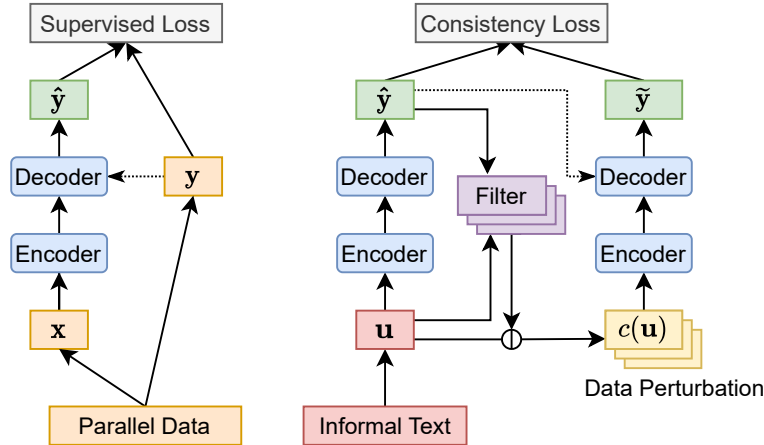 Supervised Loss
Consistency Loss
ŷ
ŷ
ỹ
Decoder
y
Decoder
Filter
Decoder
Encoder
Encoder
Encoder
x
u
c(u)
Data Perturbation
Parallel Data
Informal Text